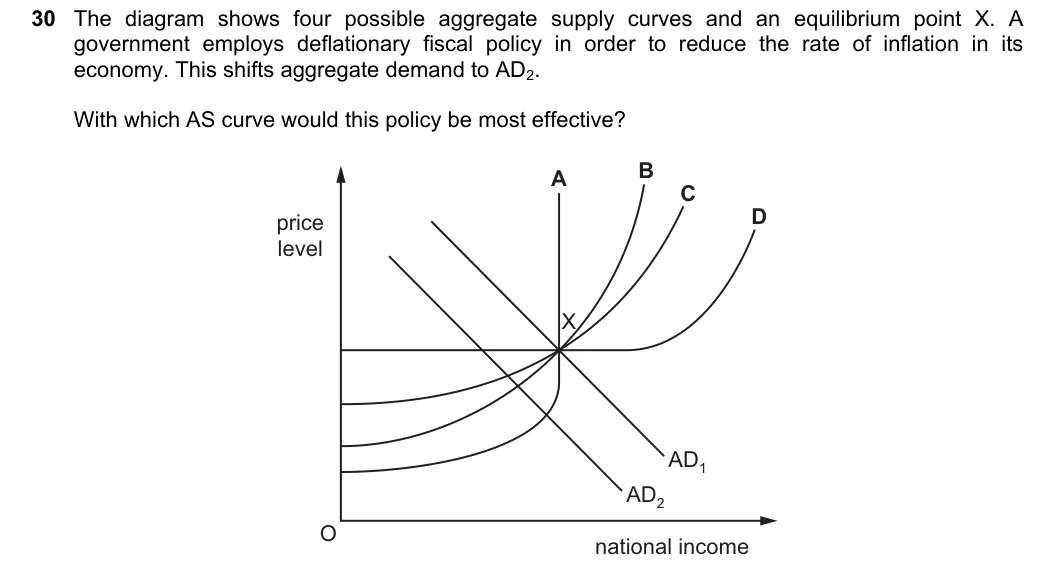 30 The diagram shows four possible aggregate supply curves and an equilibrium point X. A
government employs deflationary fiscal policy in order to reduce the rate of inflation in its
economy. This shifts aggregate demand to AD₂.
With which AS curve would this policy be most effective?
A
B
C
D
price
level
X
AD₁
AD₂
O
national income